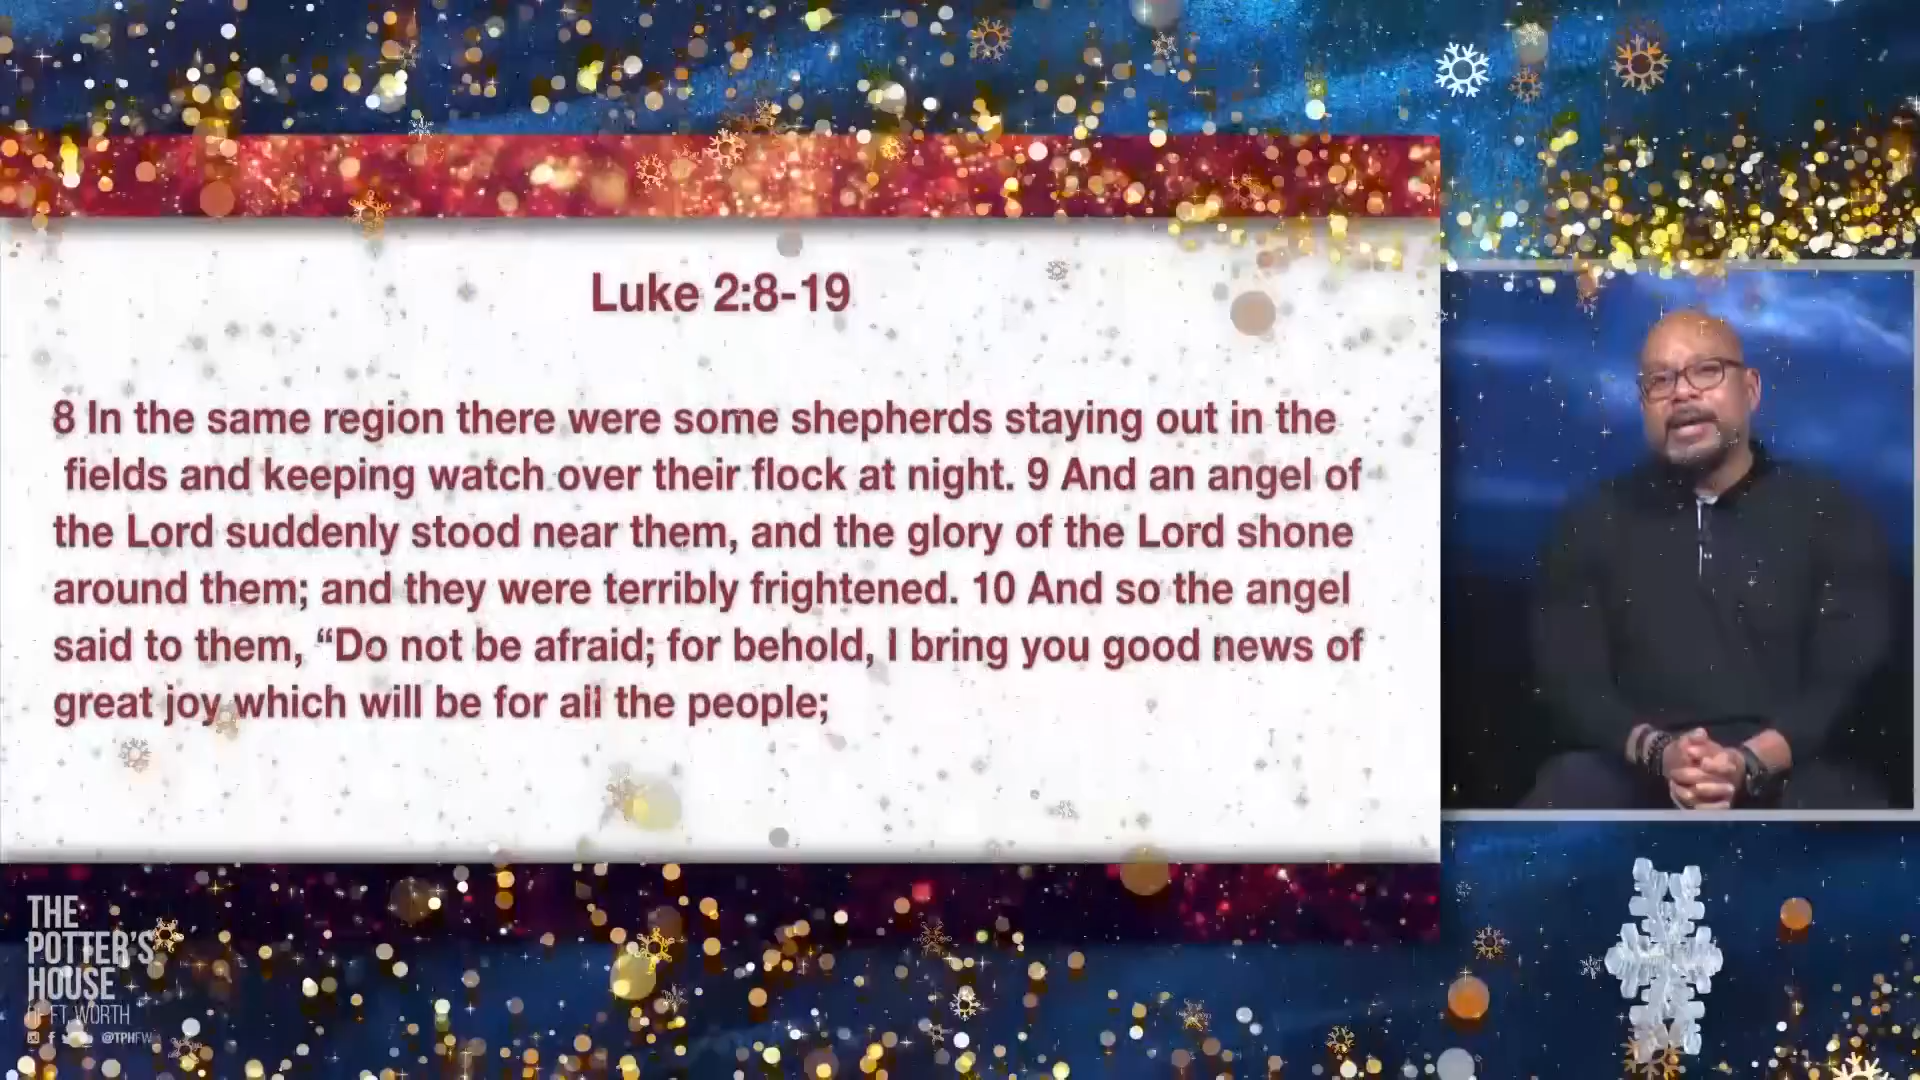 Luke 2:8-19
8 In the same region there were some shepherds staying out in the
fields and keeping watch over their flock at night. 9 And an angel of
the Lord suddenly stood near them, and the glory of the Lord shone
around them; and they were terribly frightened. 10 And so the angel
said to them, “Do not be afraid; for behold, I bring you good news of
great joy which will be for all the people;
THE
POTTER'S
HOUSE
OF FT. WORTH
@TPHFW